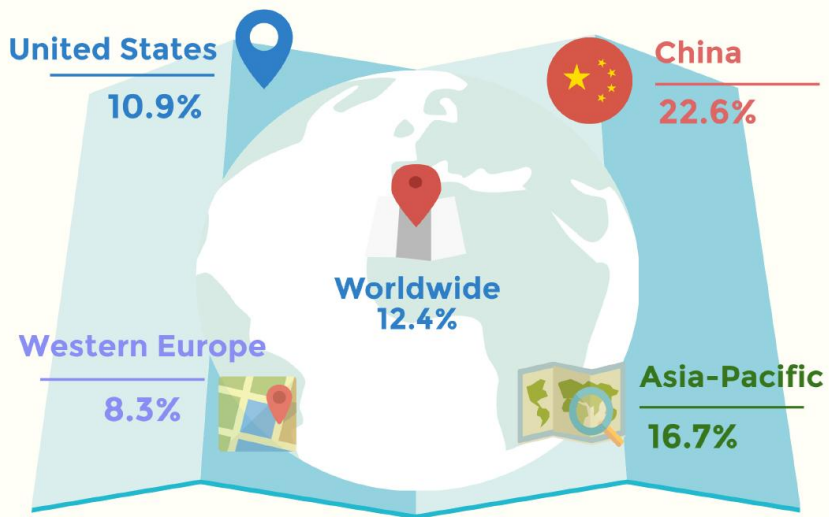 United States
10.9%
China
22.6%
Worldwide
12.4%
Western Europe
8.3%
Asia-Pacific
16.7%